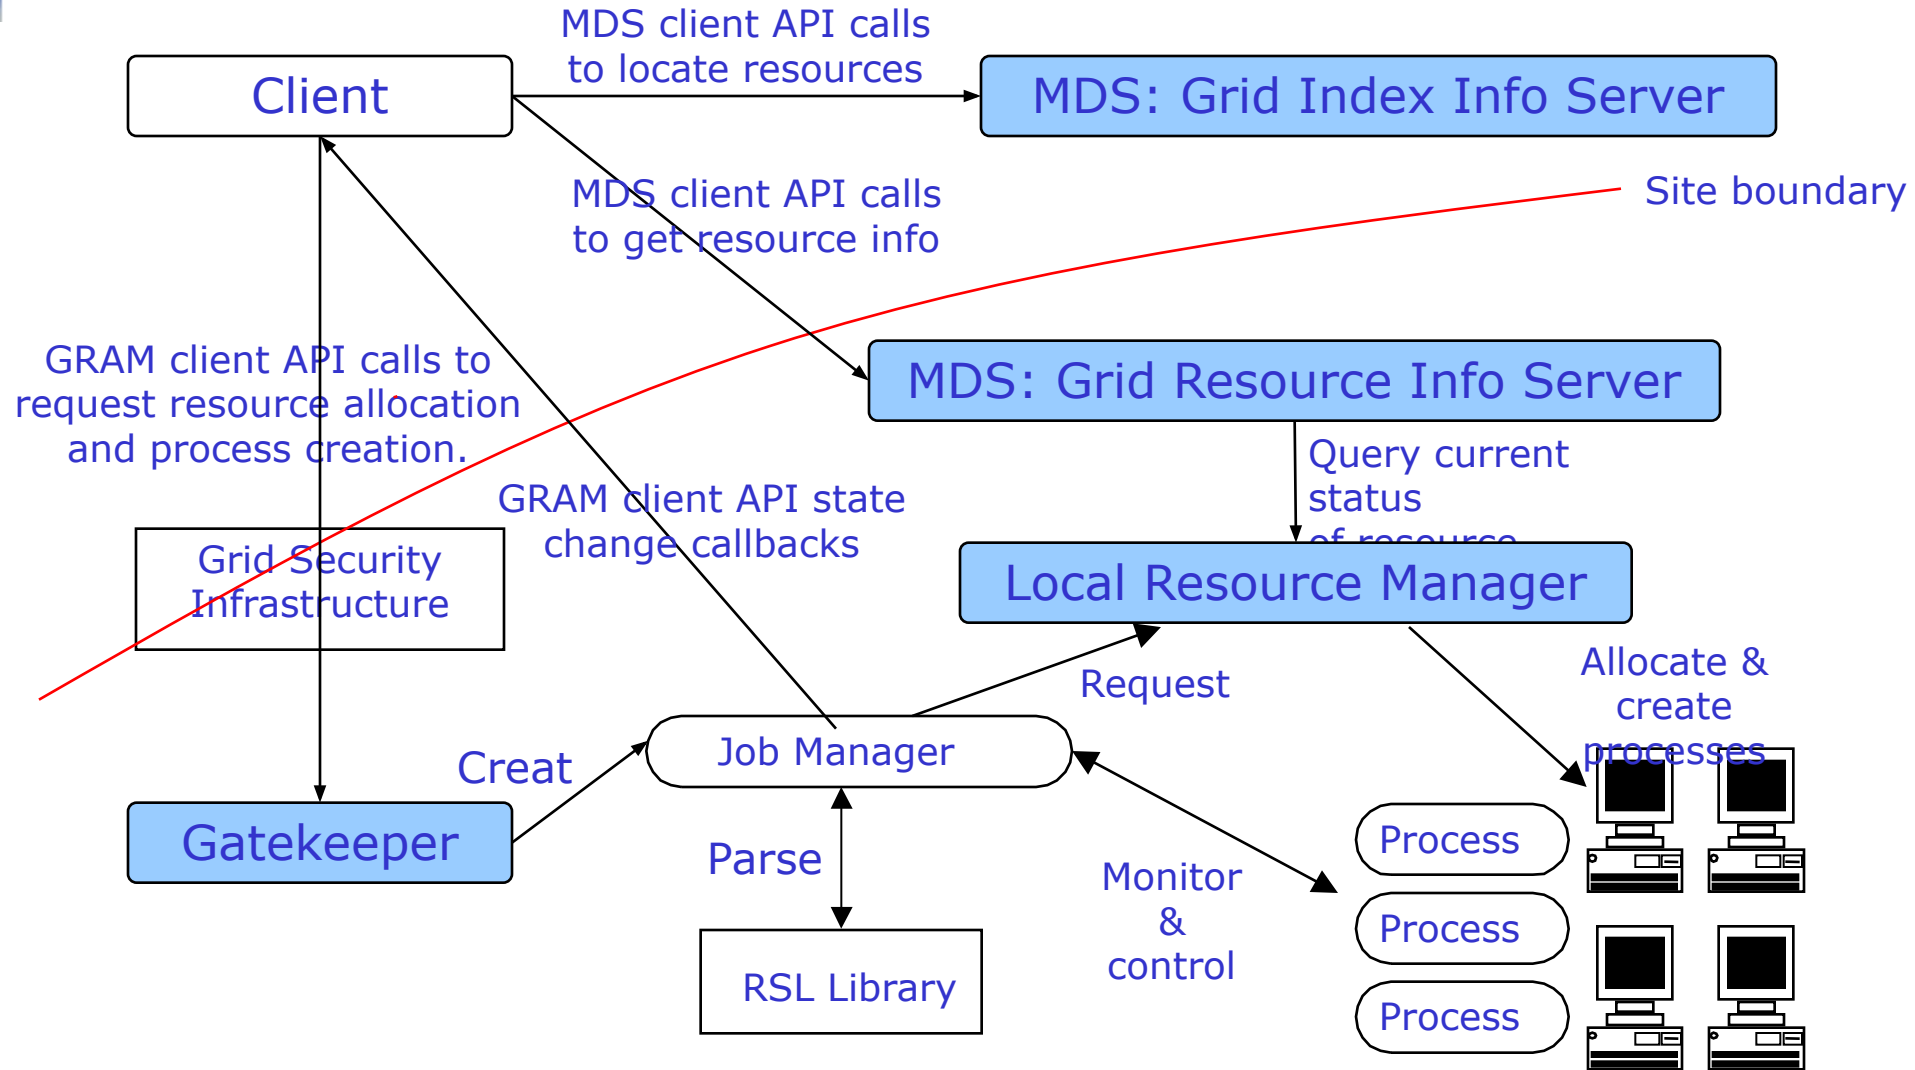 MDS client API calls
to locate resources
Client
MDS: Grid Index Info Server
MDS client API calls
to get resource info
Site boundary
GRAM client API calls to
request resource allocation
and process creation.
MDS: Grid Resource Info Server
Query current
status
of resource
GRAM client API state
change callbacks
Grid Security
Infrastructure
Local Resource Manager
Request
Allocate &
create
processes
Job Manager
Creat
Gatekeeper
Parse
Monitor
&
control
Process
Process
Process
RSL Library